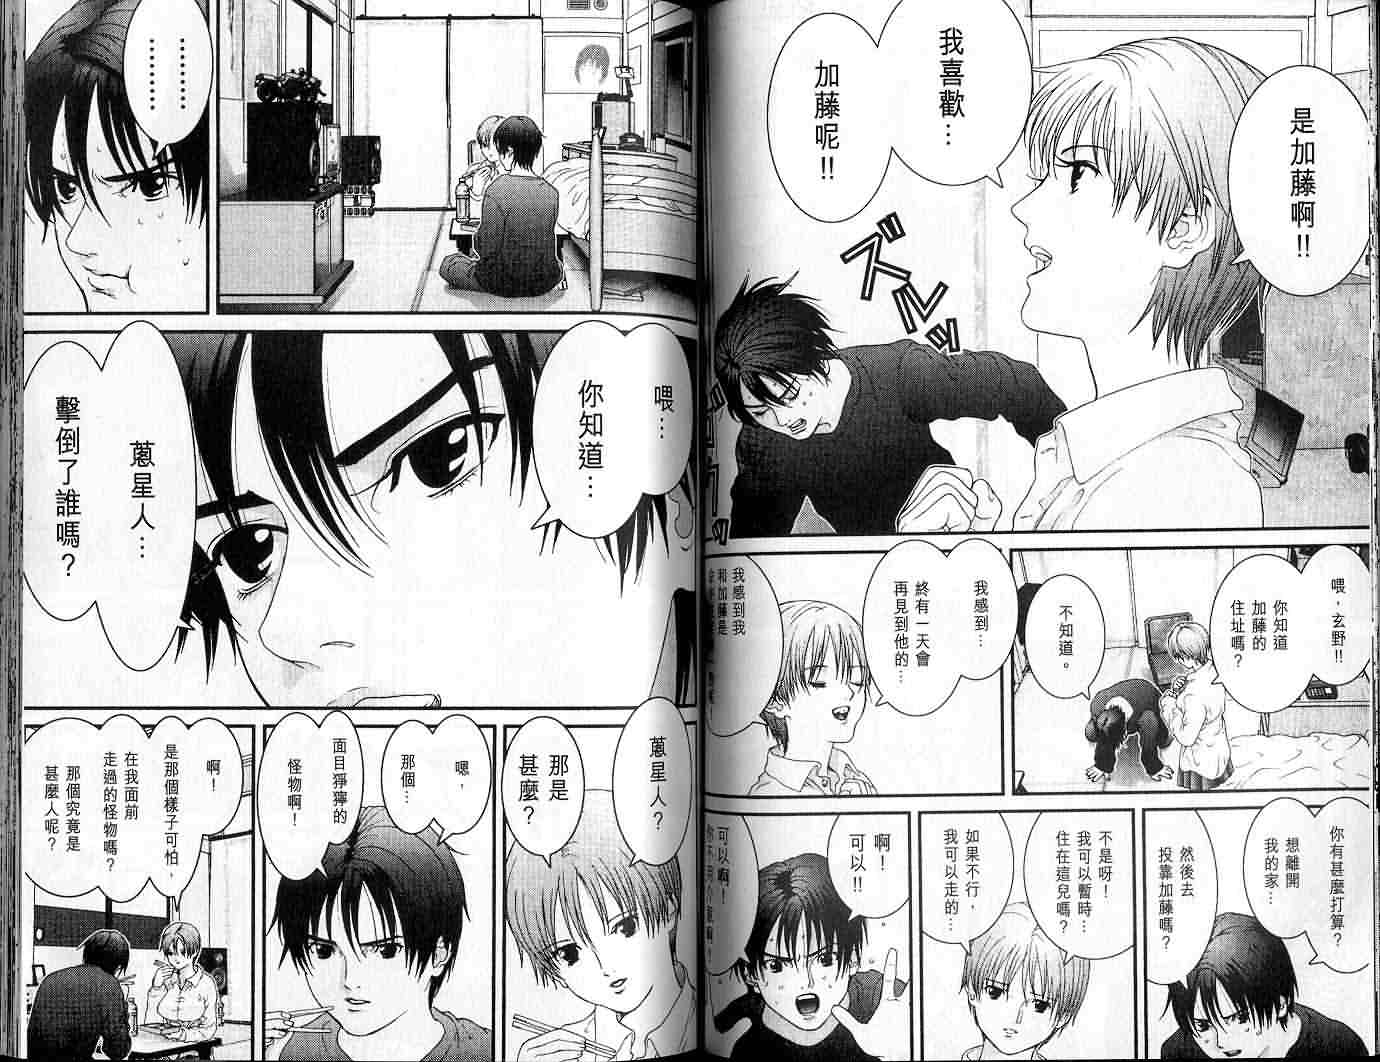 是加藤啊!!
我喜歡…
加藤呢!!
ズルッ
喂，玄野!!
你知道
加藤的
住址嗎？
不知道。
我感到…
終有一天會
再見到他的…
我感到我
和加藤是
你有甚麼打算？
想離開
我的家…
然後去
投靠加藤嗎？
不是呀！
我可以暫時…
住在這兒嗎？
如果不行，
我可以走的…
啊！
可以!!
可以啊！
………
………
喂…
你知道…
蔥星人…
擊倒了誰嗎？
蔥星人？
那是
甚麼？
嗯，
那個…
面目猙獰的
怪物啊！
啊！
是那個樣子可怕，
在我面前
走過的怪物嗎？
那個究竟是
甚麼人呢？